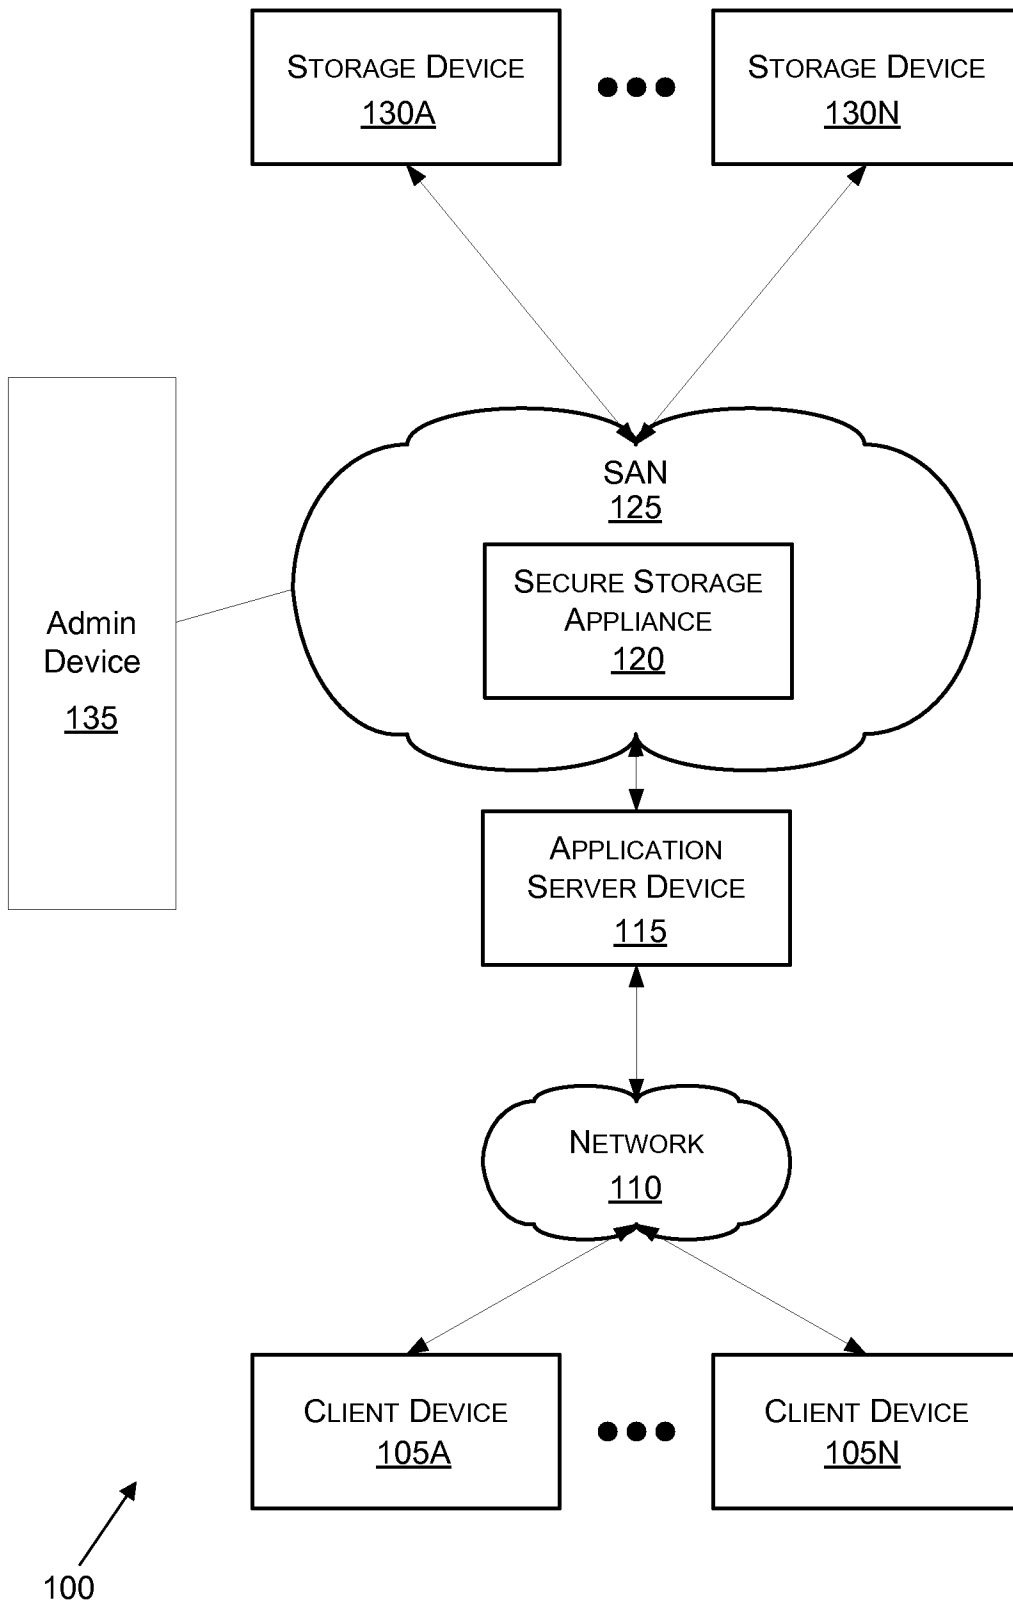 STORAGE DEVICE
130A
STORAGE DEVICE
130N
SAN
125
SECURE STORAGE
APPLIANCE
120
Admin
Device
135
APPLICATION
SERVER DEVICE
115
NETWORK
110
CLIENT DEVICE
105A
CLIENT DEVICE
105N
100